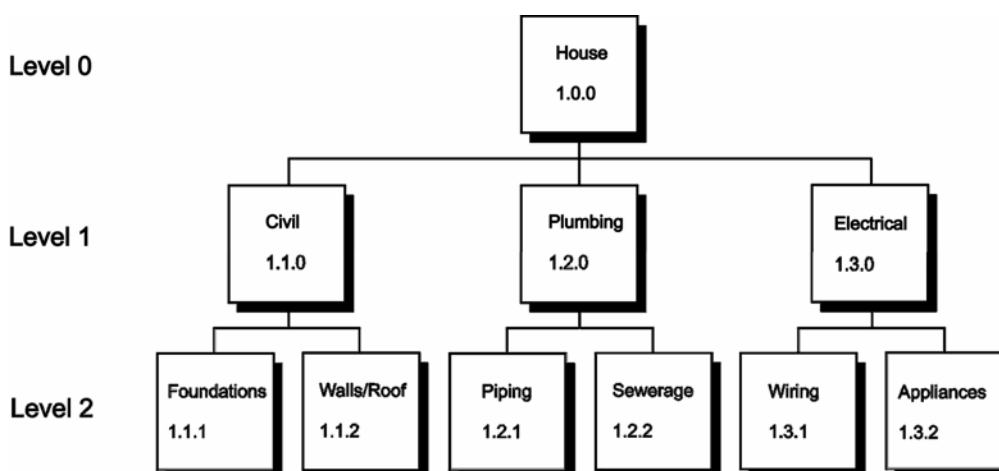 Level 0
House
1.0.0
Level 1
Civil
1.1.0
Plumbing
1.2.0
Electrical
1.3.0
Level 2
Foundations
1.1.1
Walls/Roof
1.1.2
Piping
1.2.1
Sewerage
1.2.2
Wiring
1.3.1
Appliances
1.3.2